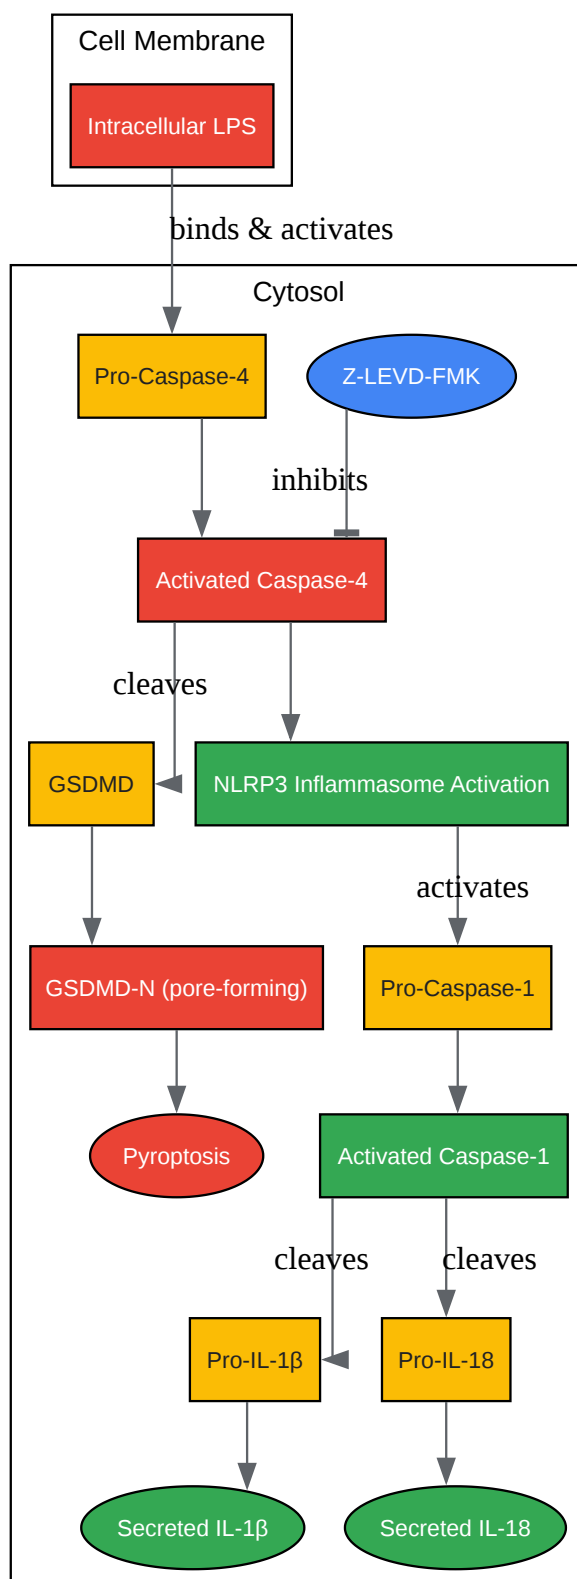 Cell Membrane
Intracellular LPS
binds & activates
Cytosol
Pro-Caspase-4
Z-LEVD-FMK
inhibits
Activated Caspase-4
cleaves
GSDMD
NLRP3 Inflammasome Activation
activates
GSDMD-N (pore-forming)
Pro-Caspase-1
Pyroptosis
Activated Caspase-1
cleaves
cleaves
Pro-IL-1β
Pro-IL-18
Secreted IL-1β
Secreted IL-18